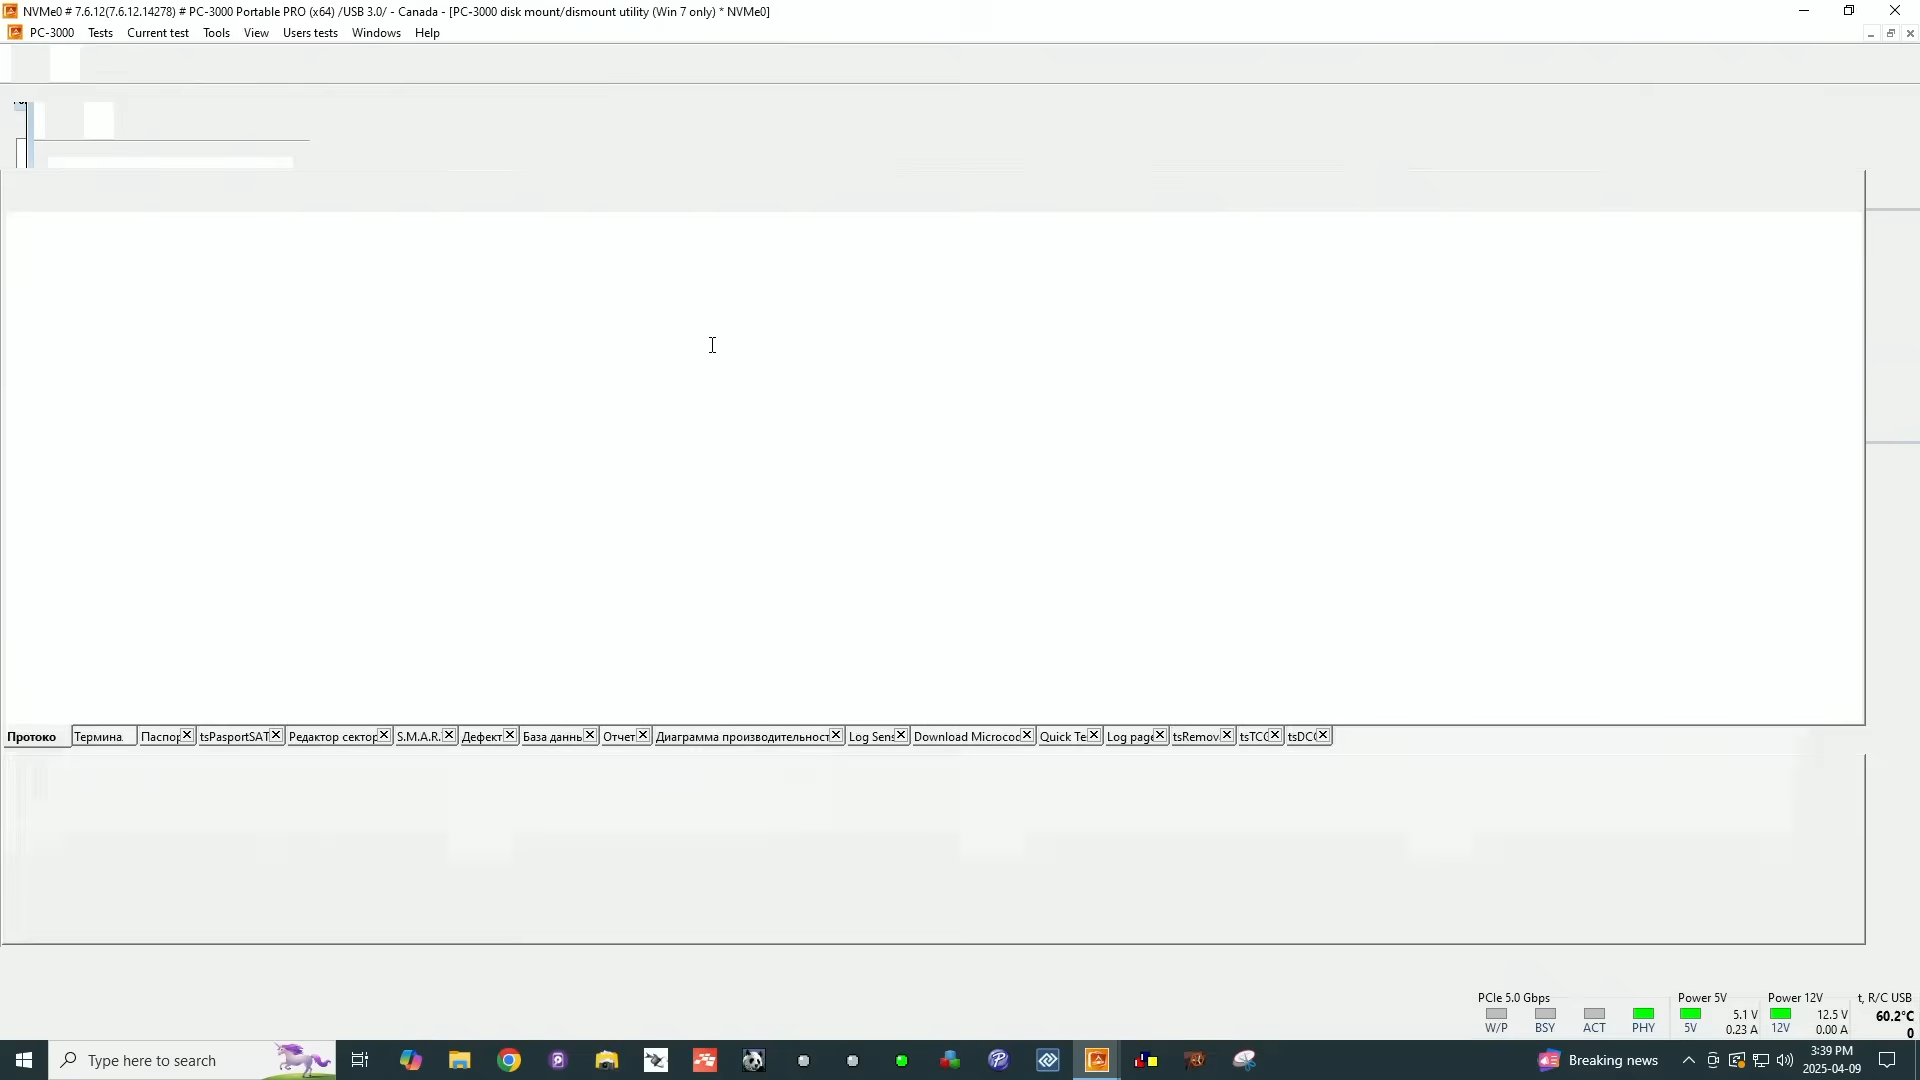 NVMe0 # 7.6.12(7.6.12.14278) # PC-3000 Portable PRO (x64) /USB 3.0/ - Canada - [PC-3000 disk mount/dismount utility (Win 7 only) * NVMe0]
PC-3000 Tests Current test Tools View Users tests Windows Help
Протоко Термина. Паспор tsPasportSAT Редактор сектор S.M.A.R. Дефект База даннь Отчет Диаграмма производительност Log Sens Download Micrococ Quick Te Log page tsRemov tsTCG tsDC
PCIe 5.0 Gbps Power 5V Power 12V t, R/C USB
5.1 V 12.5 V 60.2°C
W/P BSY ACT PHY 5V 0.23 A 12V 0.00 A 0
Type here to search Breaking news 3:39 PM
2025-04-09